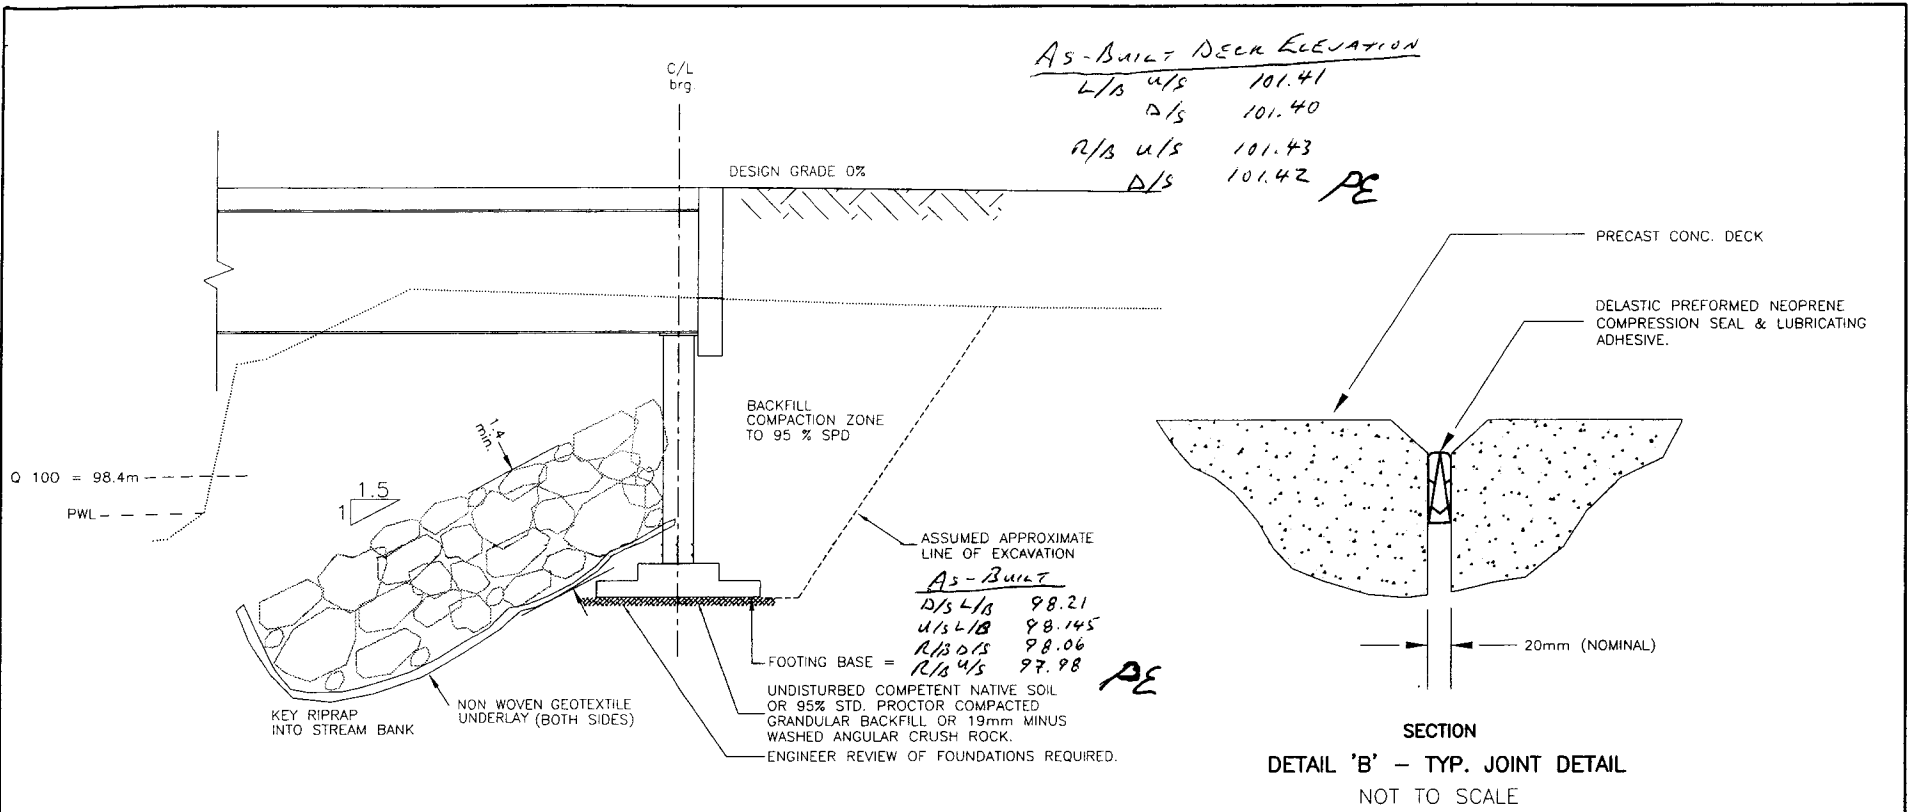 As-Built Deck Elevation
L/B U/S 101.41
D/S 101.40
R/B U/S 101.43
D/S 101.42 PE
C/L
brg.
DESIGN GRADE 0%
PRECAST CONC. DECK
DELASTIC PREFORMED NEOPRENE
COMPRESSION SEAL & LUBRICATING
ADHESIVE.
BACKFILL
COMPACTION ZONE
TO 95 % SPD
1.4
min.
Q 100 = 98.4m
1.5
1
PWL
ASSUMED APPROXIMATE
LINE OF EXCAVATION
As-Built
D/S L/B 98.21
U/S L/B 98.145
R/B D/S 98.06
FOOTING BASE = R/B U/S 97.98 PE
20mm (NOMINAL)
UNDISTURBED COMPETENT NATIVE SOIL
OR 95% STD. PROCTOR COMPACTED
GRANDULAR BACKFILL OR 19mm MINUS
WASHED ANGULAR CRUSH ROCK.
ENGINEER REVIEW OF FOUNDATIONS REQUIRED.
NON WOVEN GEOTEXTILE
UNDERLAY (BOTH SIDES)
KEY RIPRAP
INTO STREAM BANK
SECTION
DETAIL 'B' - TYP. JOINT DETAIL
NOT TO SCALE